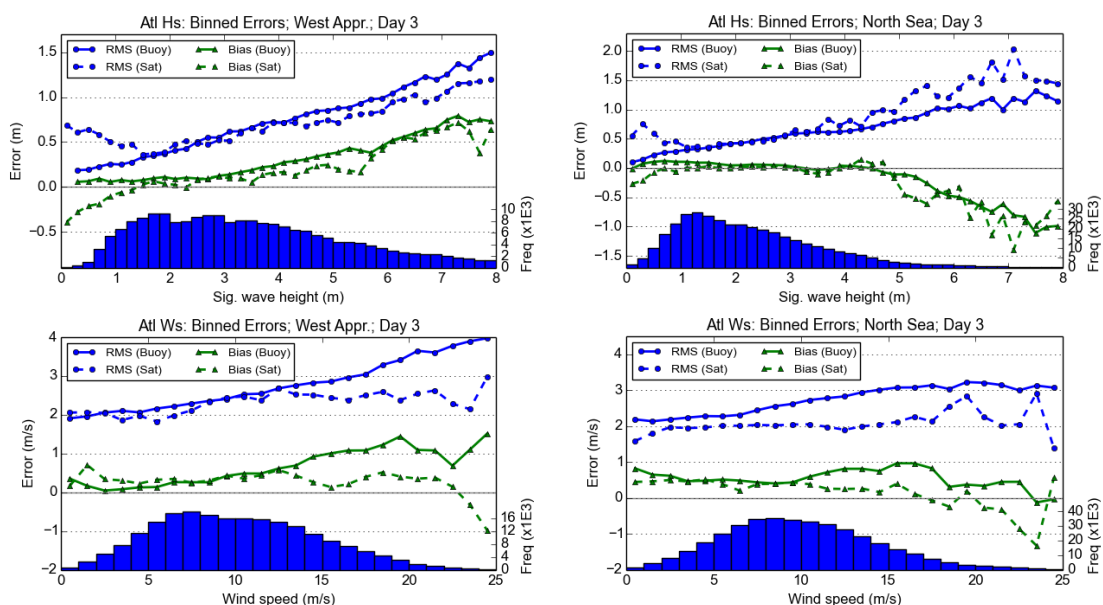 Atl Hs: Binned Errors; West Appr.; Day 3
RMS (Buoy) Bias (Buoy)
RMS (Sat) Bias (Sat)
1.5
1.0
0.5
0.0
−0.5
Error (m)
10
8
6
4
2
0
Freq (x1E3)
0 1 2 3 4 5 6 7 8
Sig. wave height (m)
Atl Hs: Binned Errors; North Sea; Day 3
RMS (Buoy) Bias (Buoy)
RMS (Sat) Bias (Sat)
2.0
1.5
1.0
0.5
0.0
−0.5
−1.0
−1.5
Error (m)
30
25
20
15
10
5
0
Freq (x1E3)
0 1 2 3 4 5 6 7 8
Sig. wave height (m)
Atl Ws: Binned Errors; West Appr.; Day 3
RMS (Buoy) Bias (Buoy)
RMS (Sat) Bias (Sat)
4
3
2
1
0
−1
−2
Error (m/s)
16
12
8
4
0
Freq (x1E3)
0 5 10 15 20 25
Wind speed (m/s)
Atl Ws: Binned Errors; North Sea; Day 3
RMS (Buoy) Bias (Buoy)
RMS (Sat) Bias (Sat)
4
3
2
1
0
−1
−2
Error (m/s)
50
40
30
20
10
0
Freq (x1E3)
0 5 10 15 20 25
Wind speed (m/s)